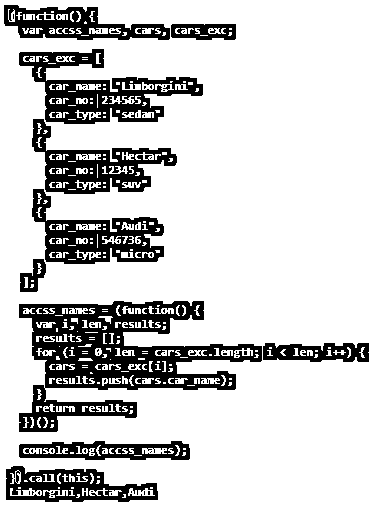 (function() {
var accss_names, cars, cars_exc;
cars_exc = [
{
car_name: "Limborgini",
car_no: 234565,
car_type: "sedan"
},
{
car_name: "Hectar",
car_no: 12345,
car_type: "suv"
},
{
car_name: "Audi",
car_no: 546736,
car_type: "micro"
}
];
accss_names = (function() {
var i, len, results;
results = [];
for (i = 0, len = cars_exc.length; i < len; i++) {
cars = cars_exc[i];
results.push(cars.car_name);
}
return results;
})();
console.log(accss_names);
}).call(this);
Limborgini,Hectar,Audi